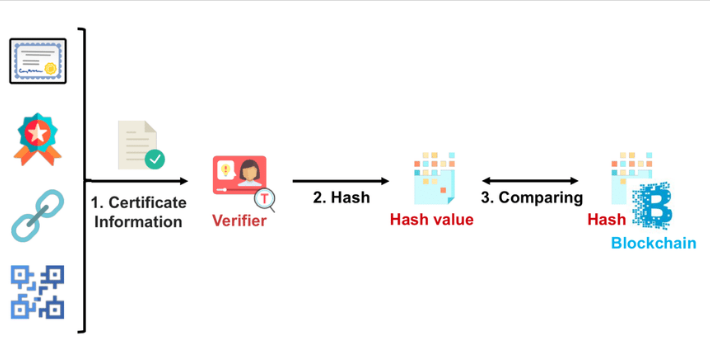 1. Certificate
Information
T
Verifier
2. Hash
Hash value
3. Comparing
Hash
B
Blockchain